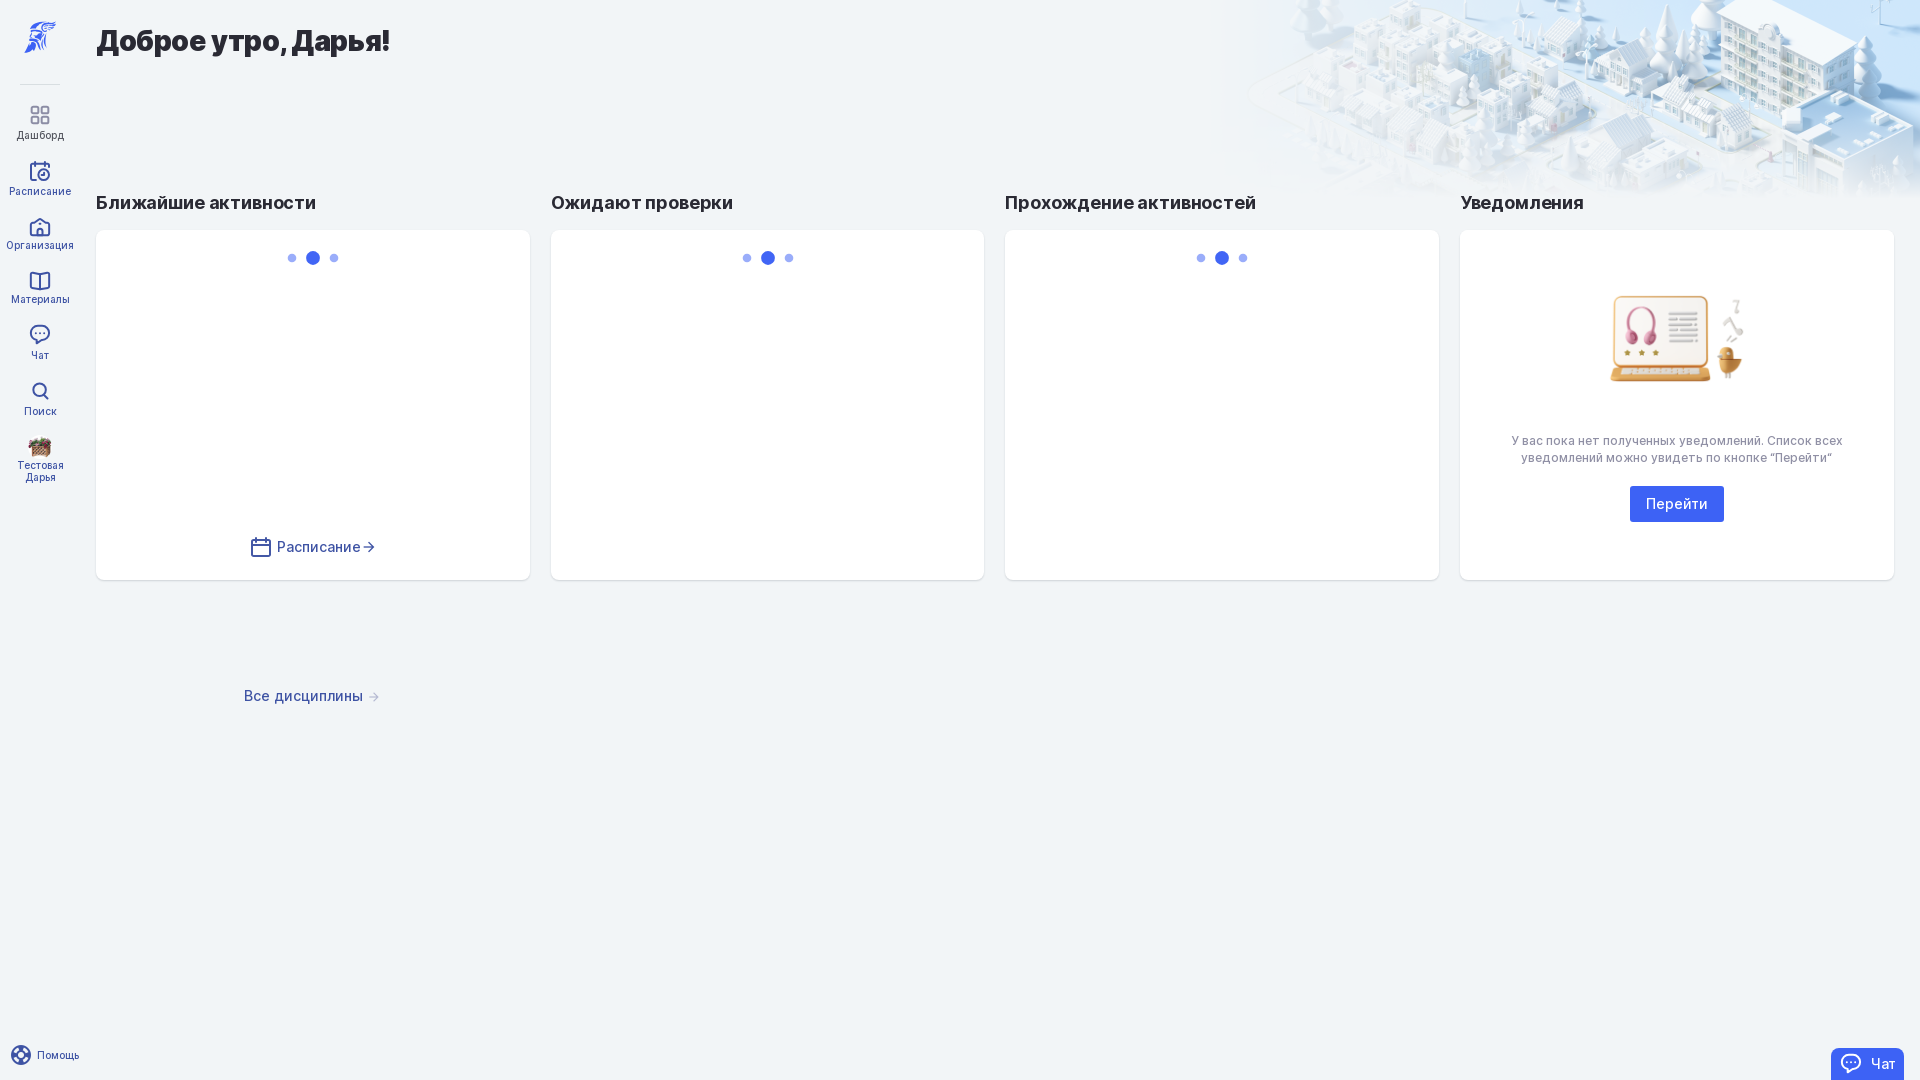 Доброе утро, Дарья!
Дашборд
Расписание
Организация
Материалы
Чат
Поиск
Тестовая
Дарья
Ближайшие активности
Ожидают проверки
Прохождение активностей
Уведомления
У вас пока нет полученных уведомлений. Список всех
уведомлений можно увидеть по кнопке “Перейти“
Перейти
Расписание
Все дисциплины
Помощь
Чат